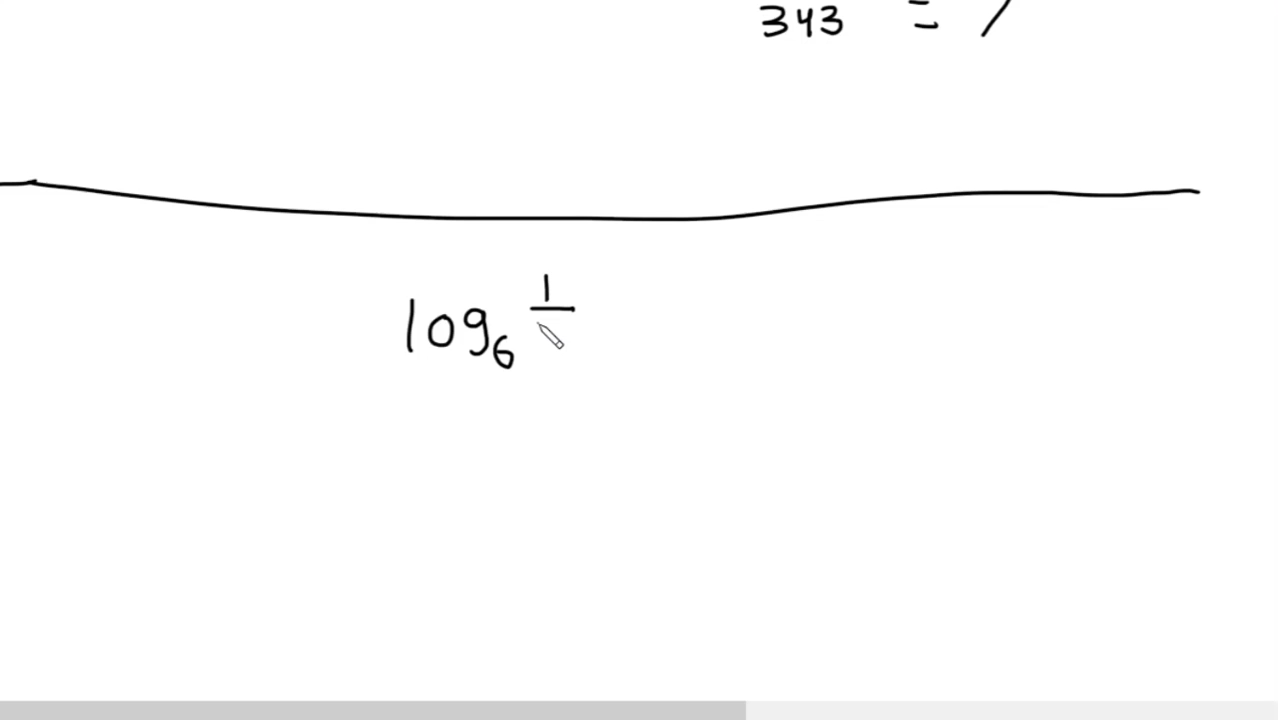 343 =
log₆ 1/